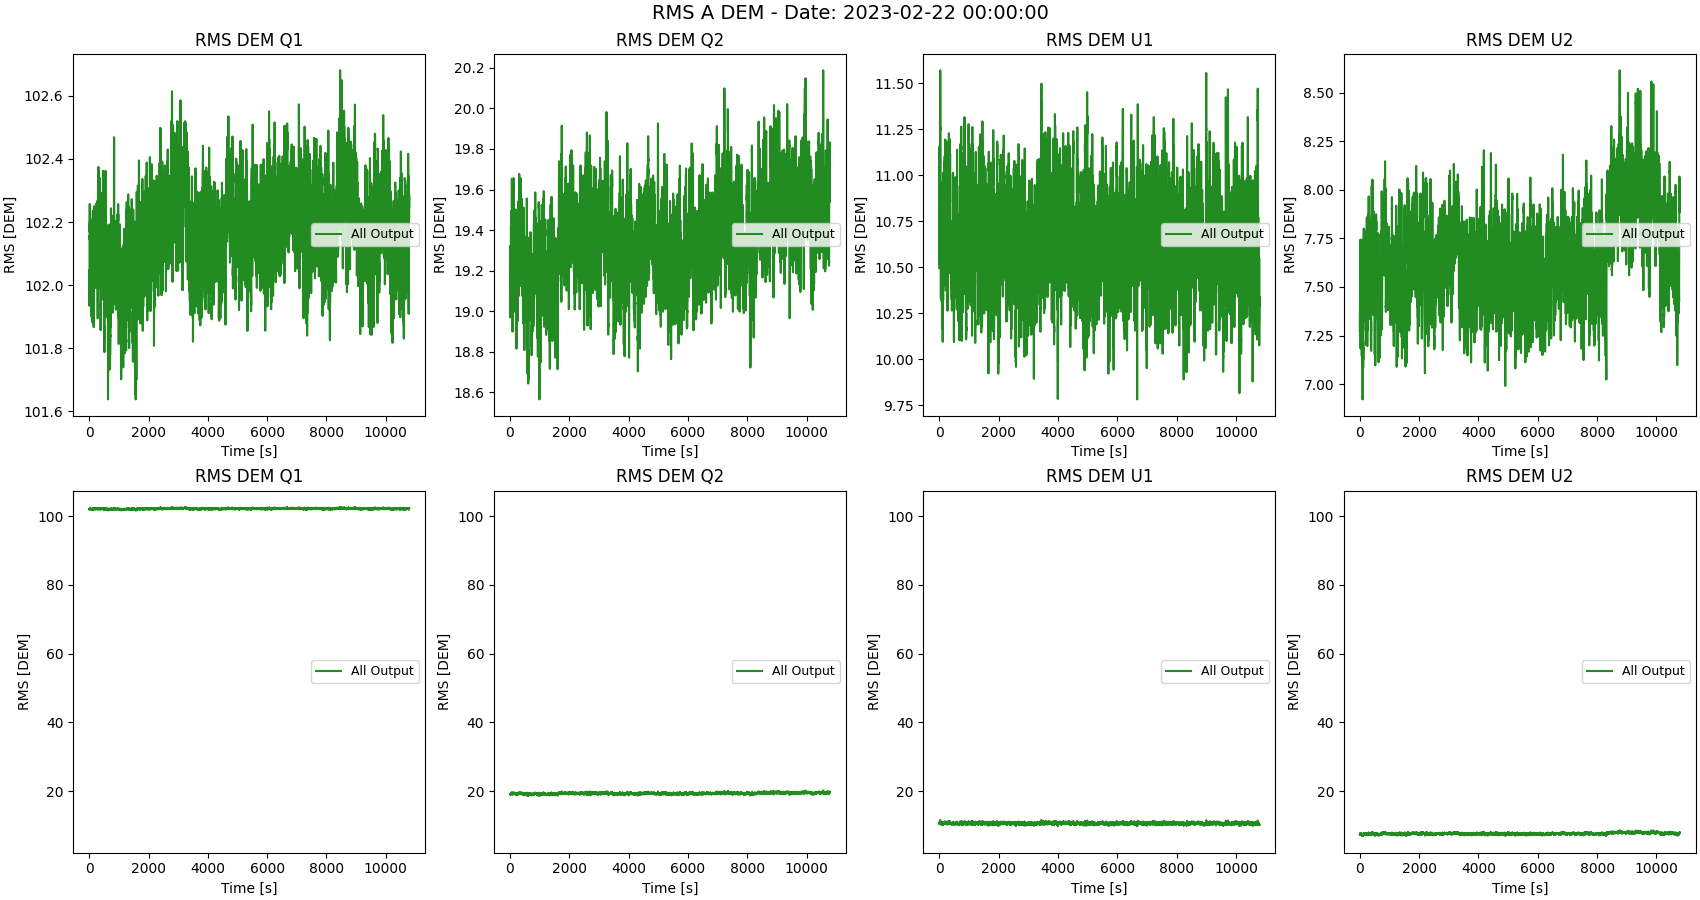 RMS A DEM - Date: 2023-02-22 00:00:00
RMS DEM Q1
RMS [DEM]
102.6
102.4
102.2
102.0
101.8
101.6
All Output
0 2000 4000 6000 8000 10000
Time [s]
RMS DEM Q2
RMS [DEM]
20.2
20.0
19.8
19.6
19.4
19.2
19.0
18.8
18.6
All Output
0 2000 4000 6000 8000 10000
Time [s]
RMS DEM U1
RMS [DEM]
11.50
11.25
11.00
10.75
10.50
10.25
10.00
9.75
All Output
0 2000 4000 6000 8000 10000
Time [s]
RMS DEM U2
RMS [DEM]
8.50
8.25
8.00
7.75
7.50
7.25
7.00
All Output
0 2000 4000 6000 8000 10000
Time [s]
RMS DEM Q1
RMS [DEM]
100
80
60
40
20
All Output
0 2000 4000 6000 8000 10000
Time [s]
RMS DEM Q2
RMS [DEM]
100
80
60
40
20
All Output
0 2000 4000 6000 8000 10000
Time [s]
RMS DEM U1
RMS [DEM]
100
80
60
40
20
All Output
0 2000 4000 6000 8000 10000
Time [s]
RMS DEM U2
RMS [DEM]
100
80
60
40
20
All Output
0 2000 4000 6000 8000 10000
Time [s]